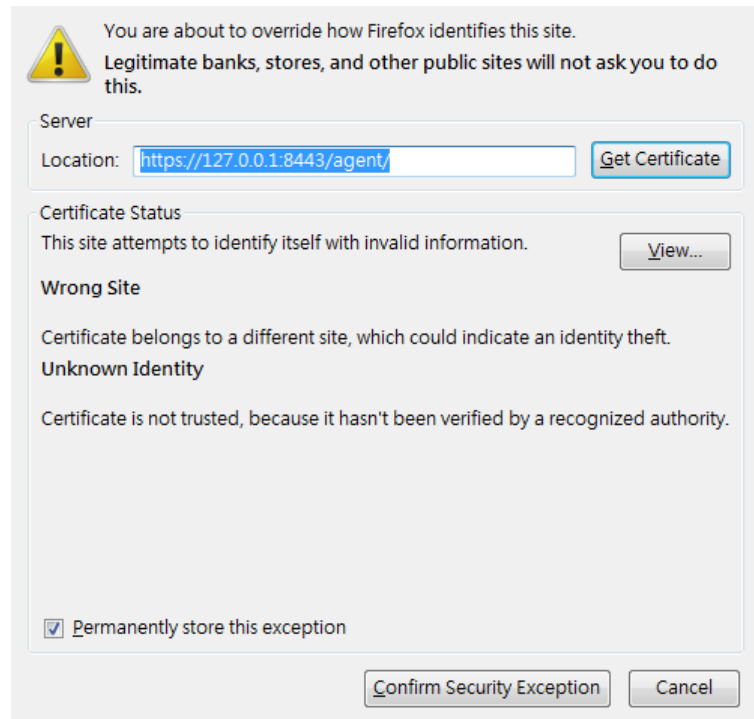 You are about to override how Firefox identifies this site.
Legitimate banks, stores, and other public sites will not ask you to do
this.
Server
Location: https://127.0.0.1:8443/agent/ Get Certificate
Certificate Status
This site attempts to identify itself with invalid information. View...
Wrong Site
Certificate belongs to a different site, which could indicate an identity theft.
Unknown Identity
Certificate is not trusted, because it hasn't been verified by a recognized authority.
Permanently store this exception
Confirm Security Exception Cancel